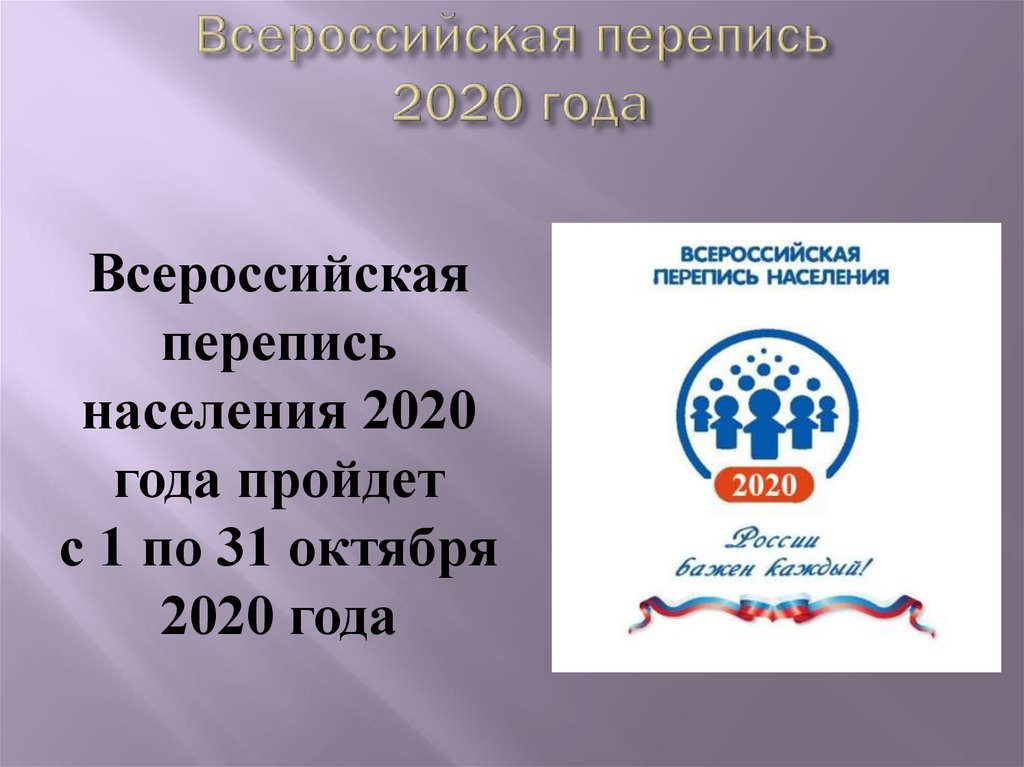 Всероссийская перепись
2020 года
Всероссийская
перепись
населения 2020
года пройдет
с 1 по 31 октября
2020 года
ВСЕРОССИЙСКАЯ
ПЕРЕПИСЬ НАСЕЛЕНИЯ
2020
России
важен каждый!